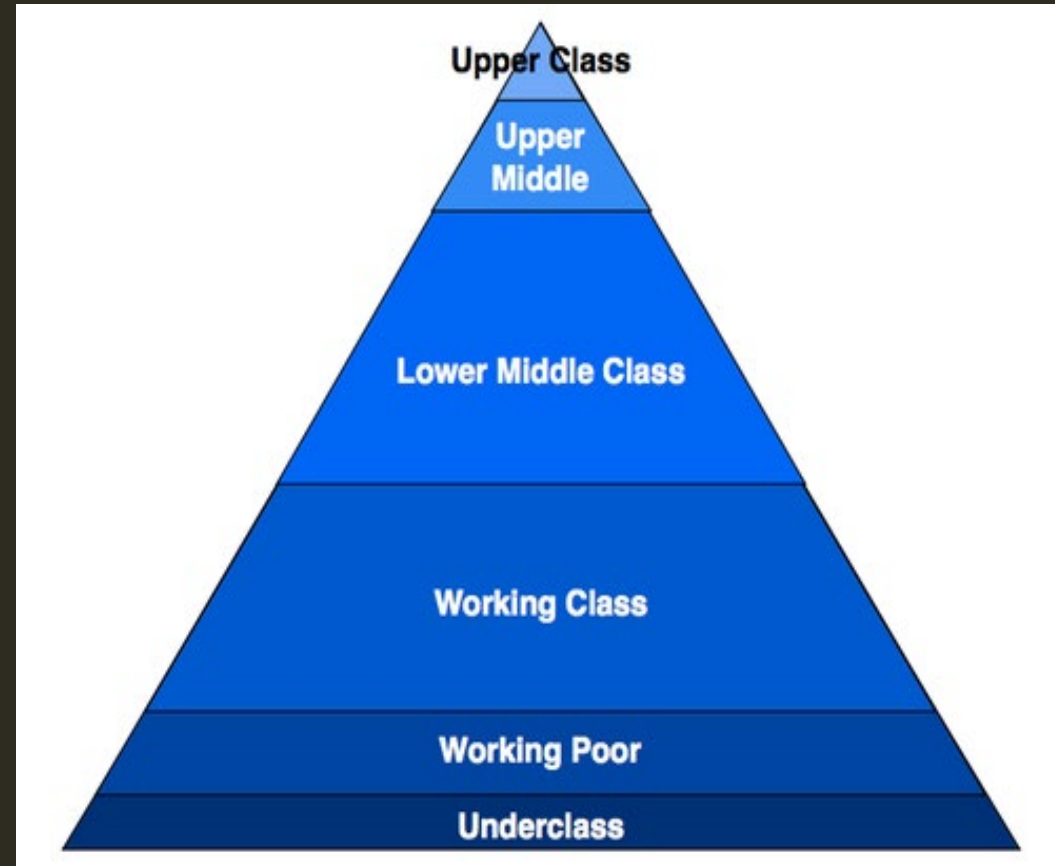 Upper Class
Upper
Middle
Lower Middle Class
Working Class
Working Poor
Underclass